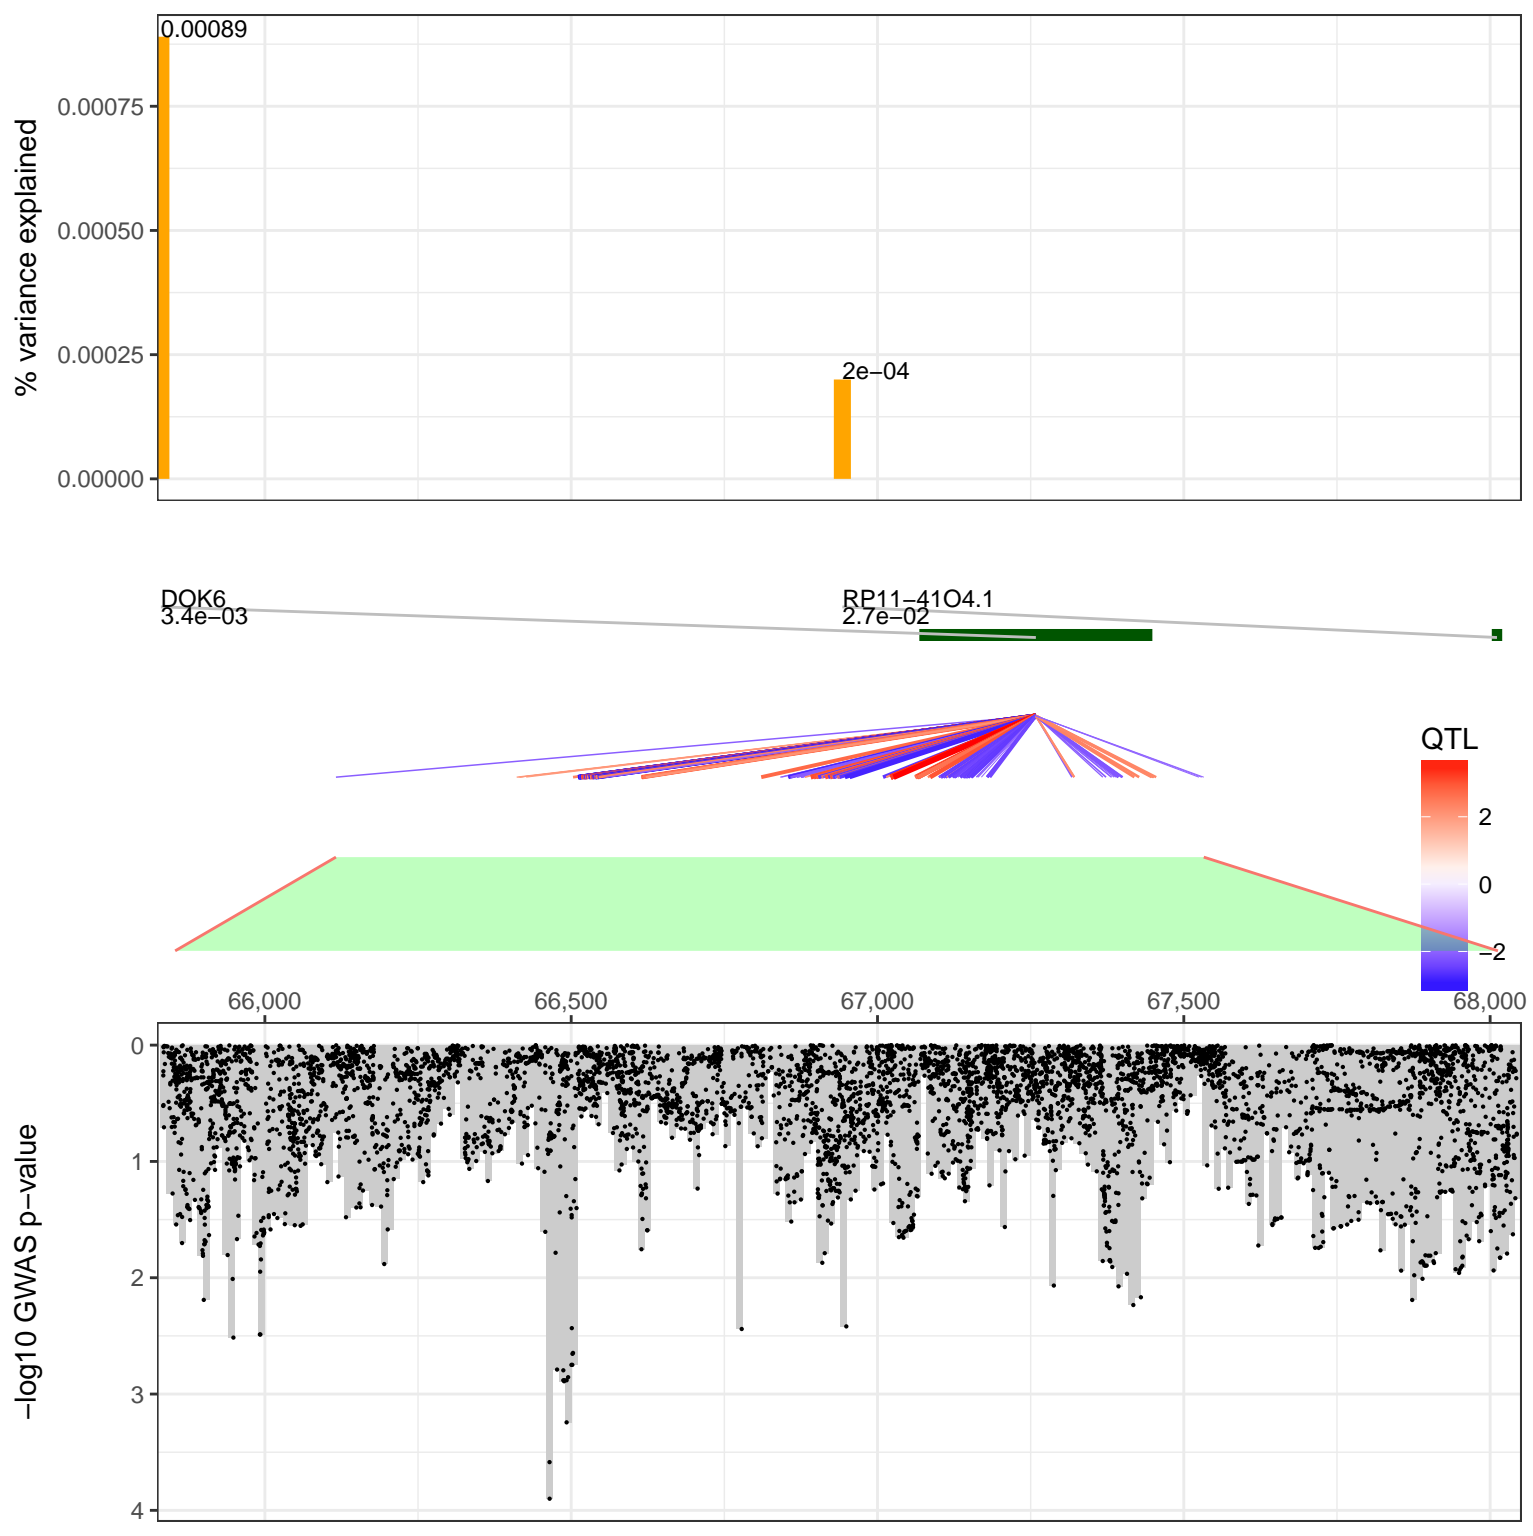 0.00089
0.00075
0.00050
0.00025
0.00000
% variance explained
2e−04
DOK6
3.4e−03
RP11−41O4.1
2.7e−02
QTL
2
0
−2
66,000
66,500
67,000
67,500
68,000
0
1
2
3
4
−log10 GWAS p−value